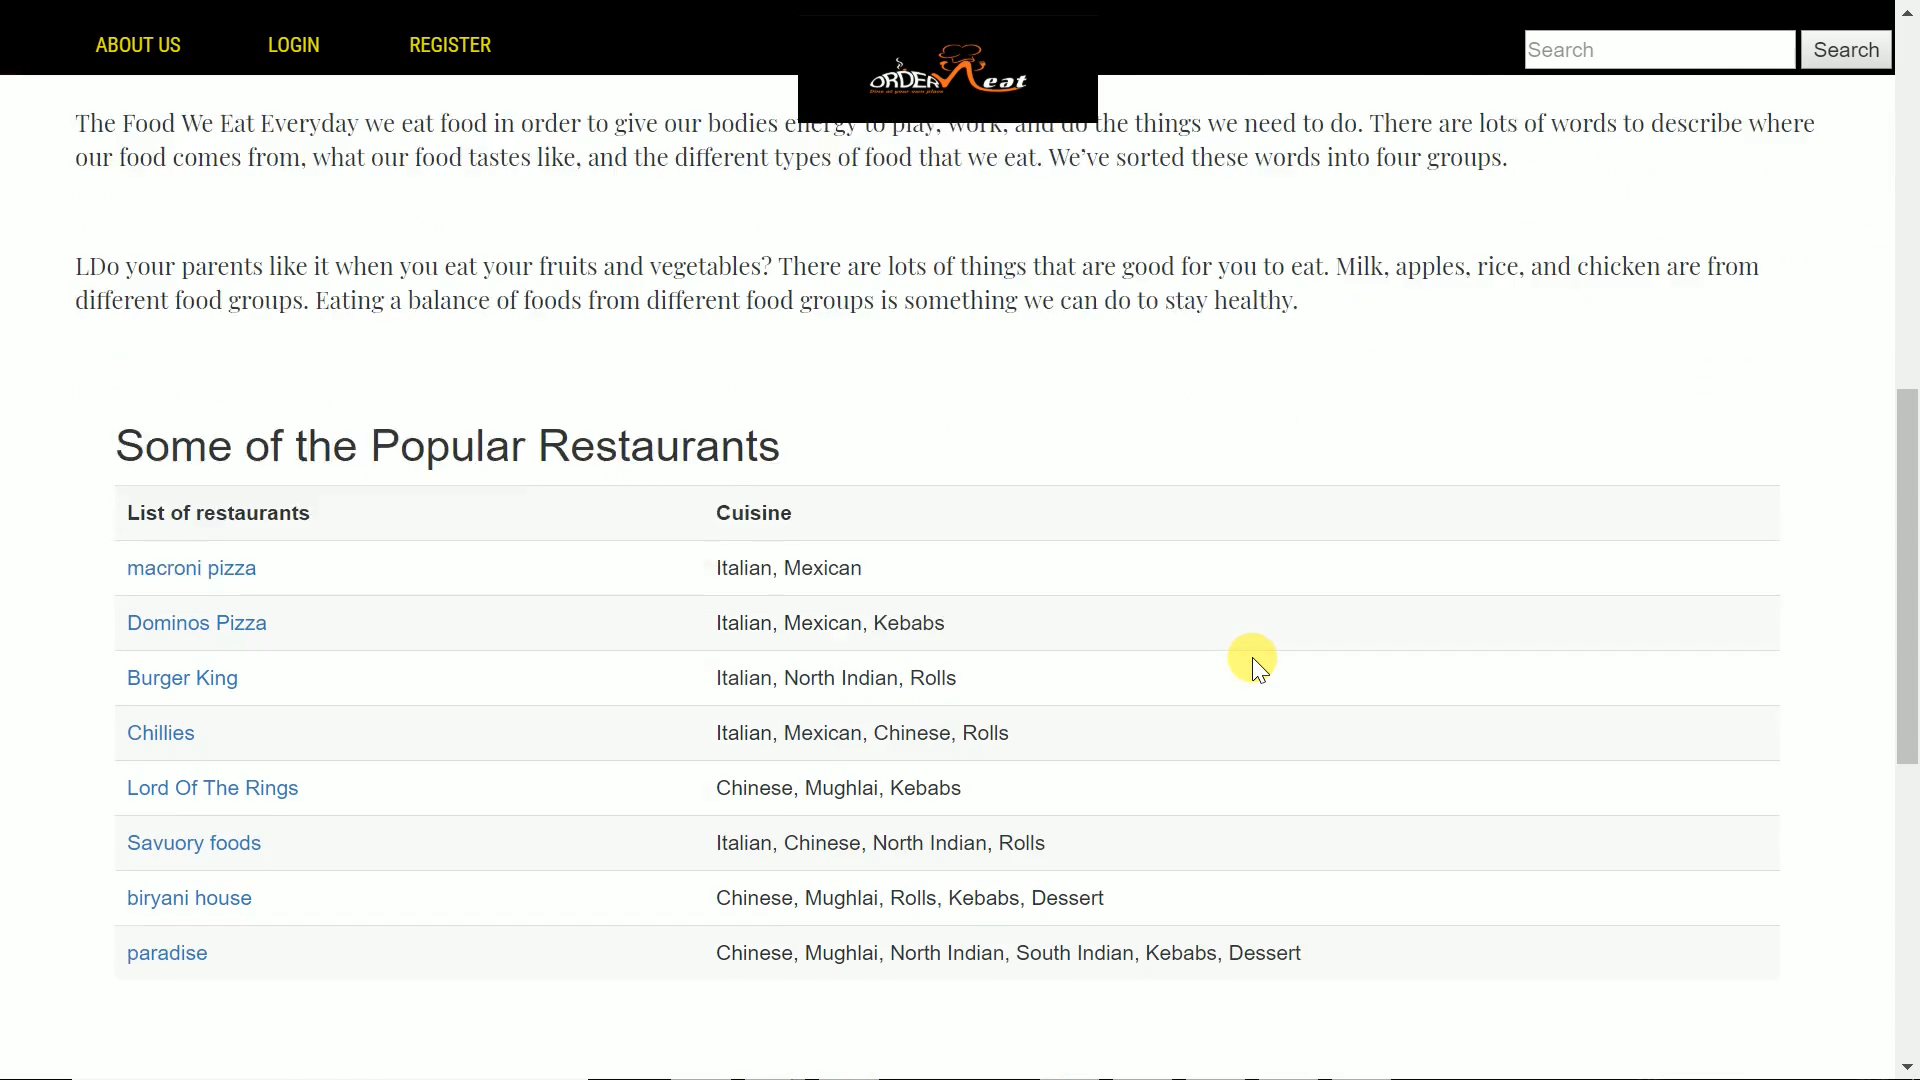 ABOUT US LOGIN REGISTER
Search Search
ORDER N eat
The Food We Eat Everyday we eat food in order to give our bodies energy to play, work, and do the things we need to do. There are lots of words to describe where
our food comes from, what our food tastes like, and the different types of food that we eat. We’ve sorted these words into four groups.
LDo your parents like it when you eat your fruits and vegetables? There are lots of things that are good for you to eat. Milk, apples, rice, and chicken are from
different food groups. Eating a balance of foods from different food groups is something we can do to stay healthy.
Some of the Popular Restaurants
List of restaurants Cuisine
macroni pizza Italian, Mexican
Dominos Pizza Italian, Mexican, Kebabs
Burger King Italian, North Indian, Rolls
Chillies Italian, Mexican, Chinese, Rolls
Lord Of The Rings Chinese, Mughlai, Kebabs
Savuory foods Italian, Chinese, North Indian, Rolls
biryani house Chinese, Mughlai, Rolls, Kebabs, Dessert
paradise Chinese, Mughlai, North Indian, South Indian, Kebabs, Dessert